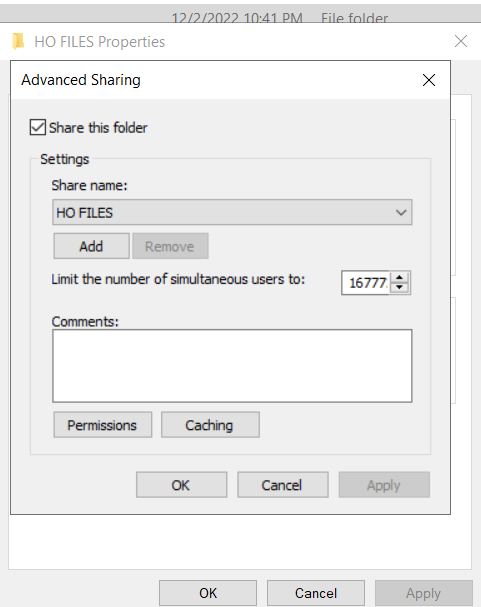 12/2/2022 10:41 PM File folder
HO FILES Properties
Advanced Sharing
Share this folder
Settings
Share name:
HO FILES
Add Remove
Limit the number of simultaneous users to: 16777
Comments:
Permissions Caching
OK Cancel Apply
OK Cancel Apply